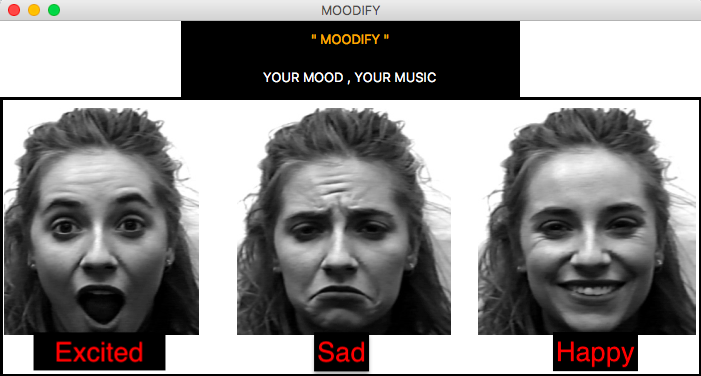 MOODIFY
" MOODIFY "
YOUR MOOD , YOUR MUSIC
Excited
Sad
Happy